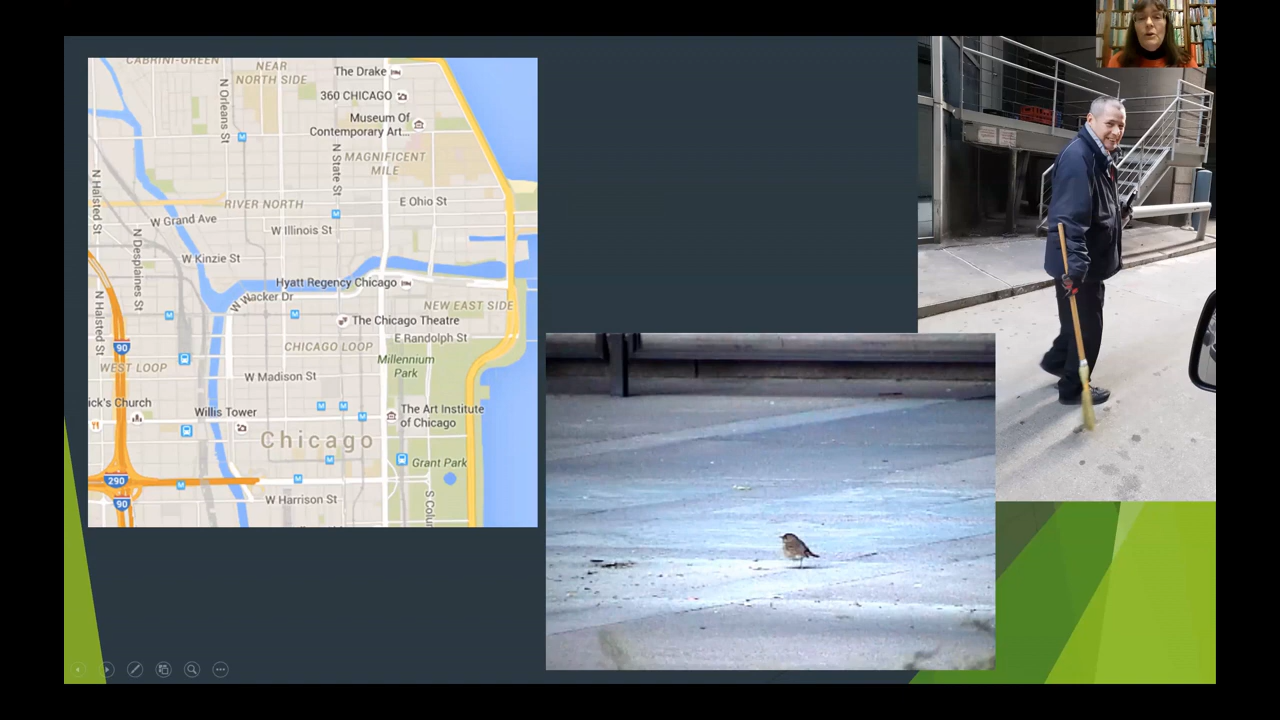 CABRINI-GREEN
NEAR
NORTH SIDE
The Drake
N Orleans St
360 CHICAGO
Museum Of
Contemporary Art...
N State St
MAGNIFICENT
MILE
N Halsted St
RIVER NORTH
E Ohio St
W Grand Ave
W Illinois St
N Desplaines St
W Kinzie St
Hyatt Regency Chicago
W Wacker Dr
NEW EAST SIDE
N Halsted St
The Chicago Theatre
E Randolph St
90
CHICAGO LOOP
Millennium
Park
WEST LOOP
W Madison St
ick's Church
Willis Tower
The Art Institute
of Chicago
Chicago
Grant Park
290
W Harrison St
90
S Colu